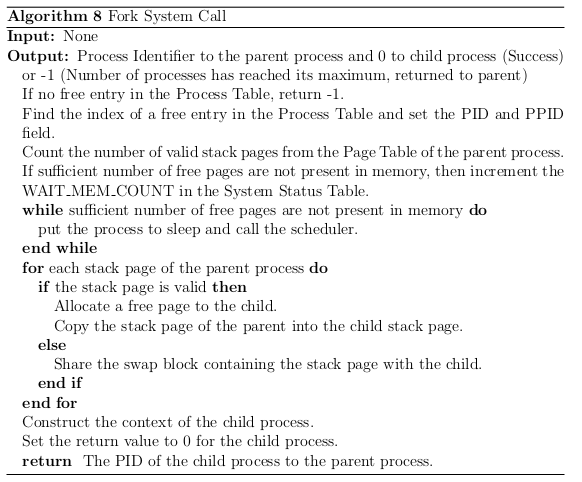 Algorithm 8 Fork System Call
Input: None
Output: Process Identifier to the parent process and 0 to child process (Success)
or -1 (Number of processes has reached its maximum, returned to parent)
If no free entry in the Process Table, return -1.
Find the index of a free entry in the Process Table and set the PID and PPID
field.
Count the number of valid stack pages from the Page Table of the parent process.
If sufficient number of free pages are not present in memory, then increment the
WAIT_MEM_COUNT in the System Status Table.
while sufficient number of free pages are not present in memory do
put the process to sleep and call the scheduler.
end while
for each stack page of the parent process do
if the stack page is valid then
Allocate a free page to the child.
Copy the stack page of the parent into the child stack page.
else
Share the swap block containing the stack page with the child.
end if
end for
Construct the context of the child process.
Set the return value to 0 for the child process.
return The PID of the child process to the parent process.